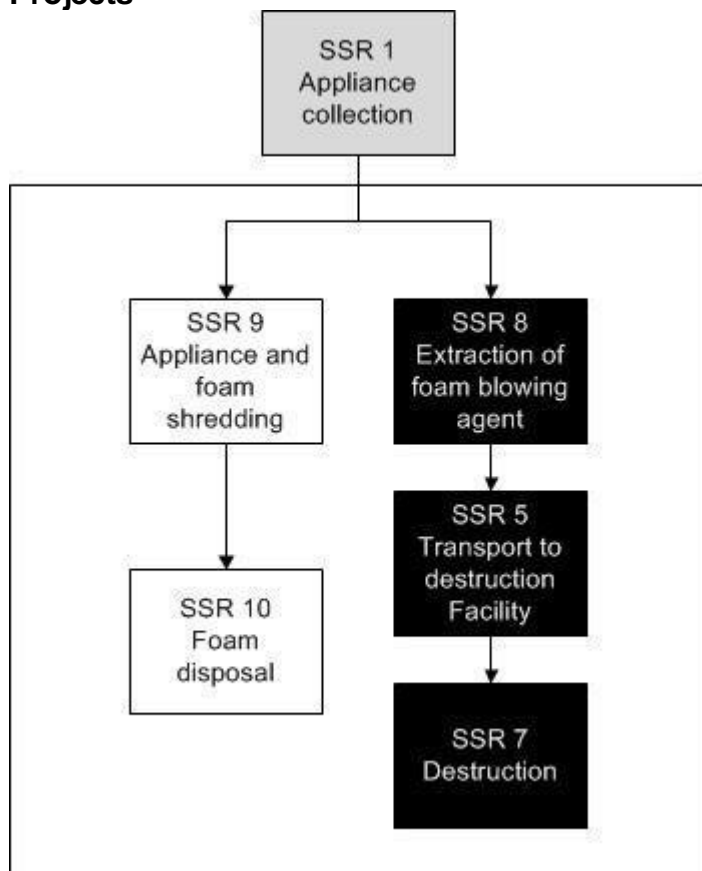 Projects
SSR 1
Appliance
collection
SSR 9
Appliance and
foam
shredding
SSR 8
Extraction of
foam blowing
agent
SSR 5
Transport to
destruction
Facility
SSR 10
Foam
disposal
SSR 7
Destruction